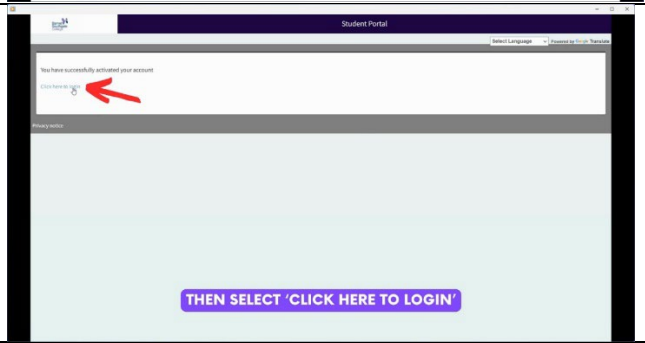 Student Portal
Select Language
Powered by Google Translate
You have successfully activated your account
Click here to login
Privacy notice
THEN SELECT ‘CLICK HERE TO LOGIN’